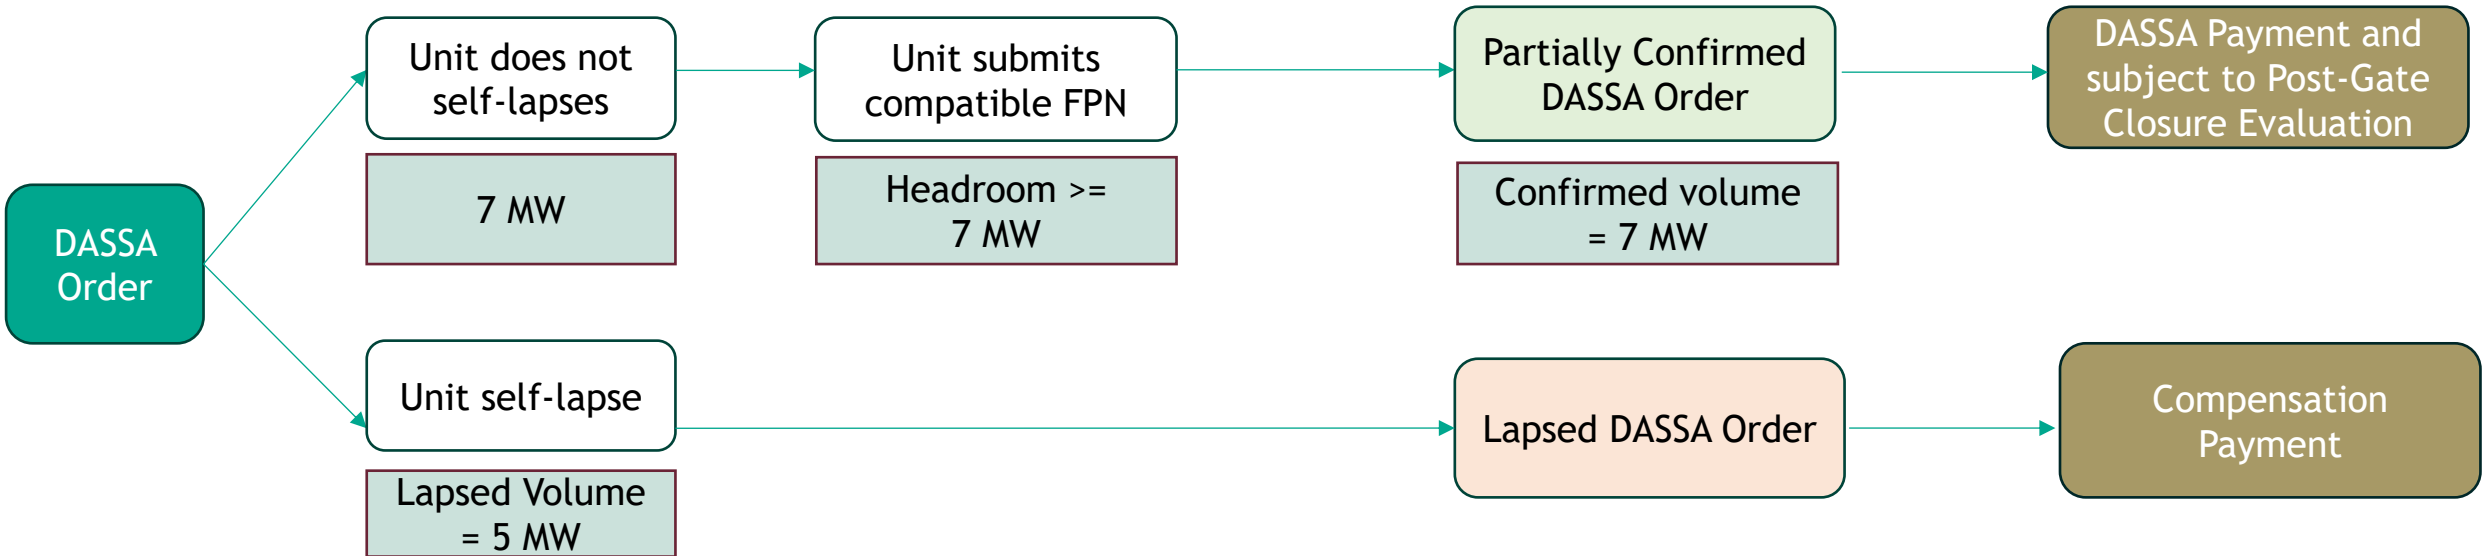 DASSA
Order
Unit does not
self-lapses
7 MW
Unit submits
compatible FPN
Headroom >=
7 MW
Partially Confirmed
DASSA Order
Confirmed volume
= 7 MW
DASSA Payment and
subject to Post-Gate
Closure Evaluation
Unit self-lapse
Lapsed Volume
= 5 MW
Lapsed DASSA Order
Compensation
Payment